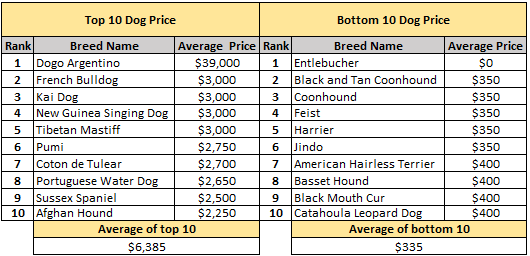 Top 10 Dog Price Bottom 10 Dog Price
Rank Breed Name Average Price Rank Breed Name Average Price
1 Dogo Argentino $39,000 1 Entlebucher $0
2 French Bulldog $3,000 2 Black and Tan Coonhound $350
3 Kai Dog $3,000 3 Coonhound $350
4 New Guinea Singing Dog $3,000 4 Feist $350
5 Tibetan Mastiff $3,000 5 Harrier $350
6 Pumi $2,750 6 Jindo $350
7 Coton de Tulear $2,700 7 American Hairless Terrier $400
8 Portuguese Water Dog $2,650 8 Basset Hound $400
9 Sussex Spaniel $2,500 9 Black Mouth Cur $400
10 Afghan Hound $2,250 10 Catahoula Leopard Dog $400
Average of top 10 Average of bottom 10
$6,385 $335